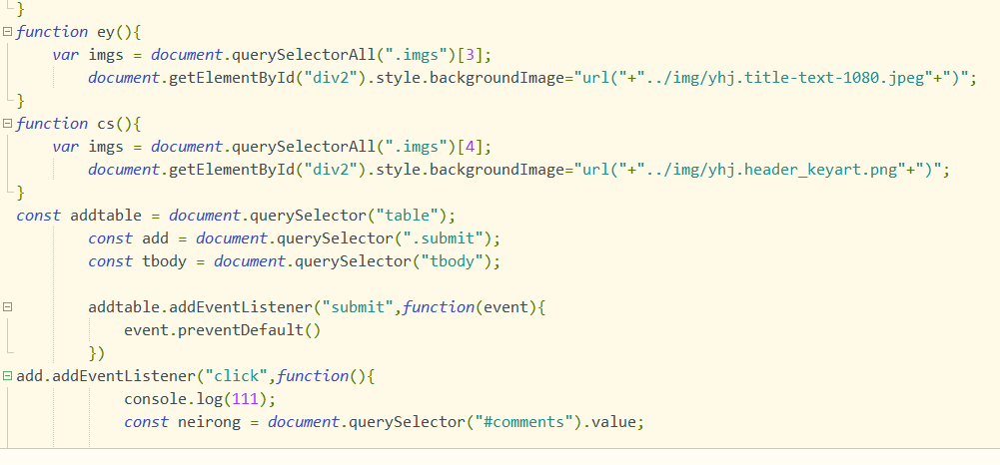 }
function ey(){
var imgs = document.querySelectorAll(".imgs")[3];
document.getElementById("div2").style.backgroundImage="url("+"../img/yhj.title-text-1080.jpeg"+")";
}
function cs(){
var imgs = document.querySelectorAll(".imgs")[4];
document.getElementById("div2").style.backgroundImage="url("+"../img/yhj.header_keyart.png"+")";
}
const addtable = document.querySelector("table");
const add = document.querySelector(".submit");
const tbody = document.querySelector("tbody");
addtable.addEventListener("submit",function(event){
event.preventDefault()
})
add.addEventListener("click",function(){
console.log(111);
const neirong = document.querySelector("#comments").value;